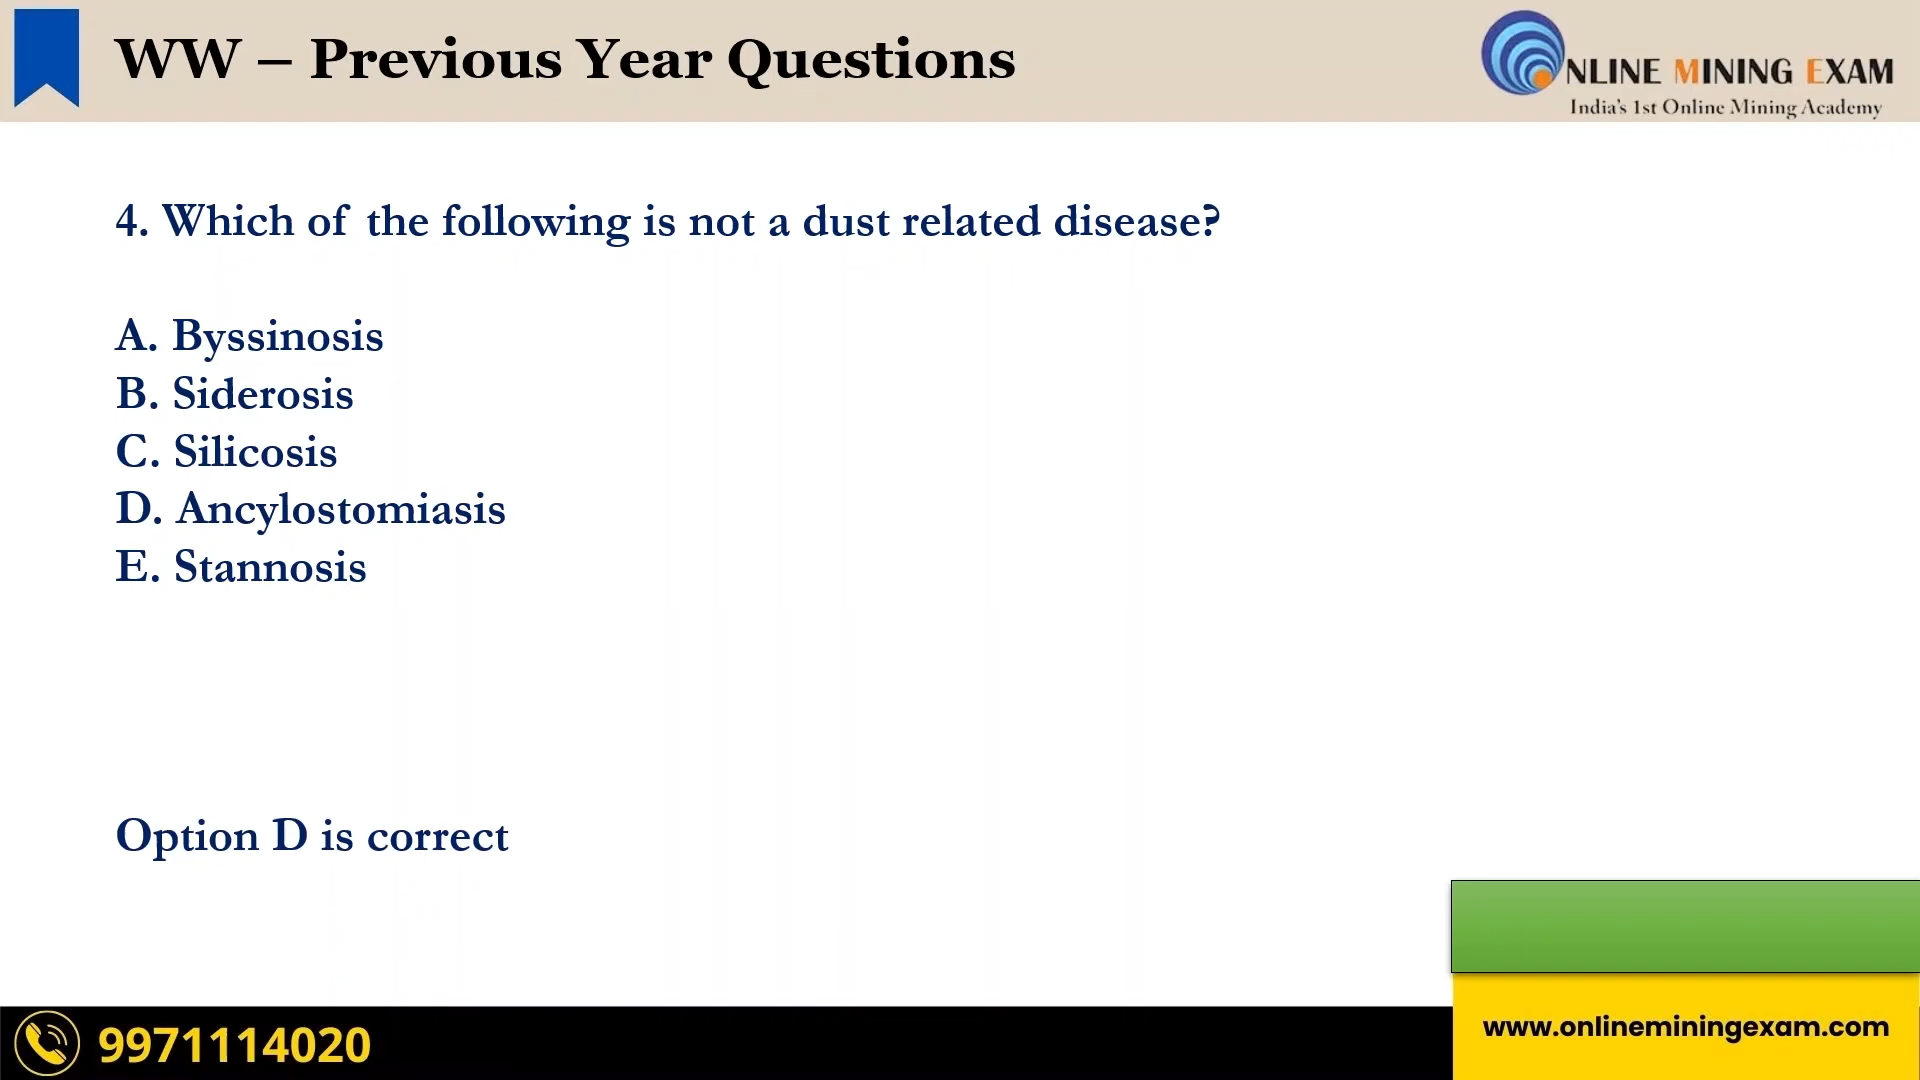 WW – Previous Year Questions
NLINE MINING EXAM
India's 1st Online Mining Academy
4. Which of the following is not a dust related disease?
A. Byssinosis
B. Siderosis
C. Silicosis
D. Ancylostomiasis
E. Stannosis
Option D is correct
9971114020
www.onlineminingexam.com